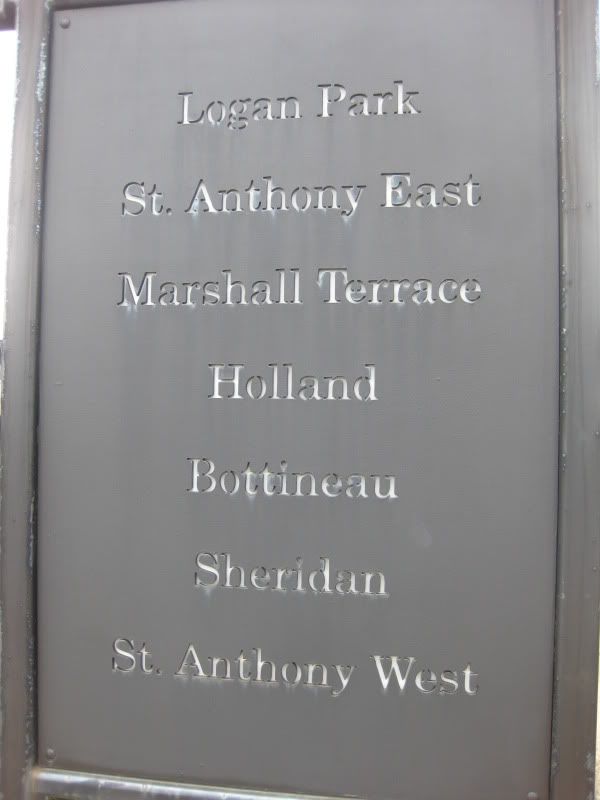 Logan Park
St. Anthony East
Marshall Terrace
Holland
Bottineau
Sheridan
St. Anthony West